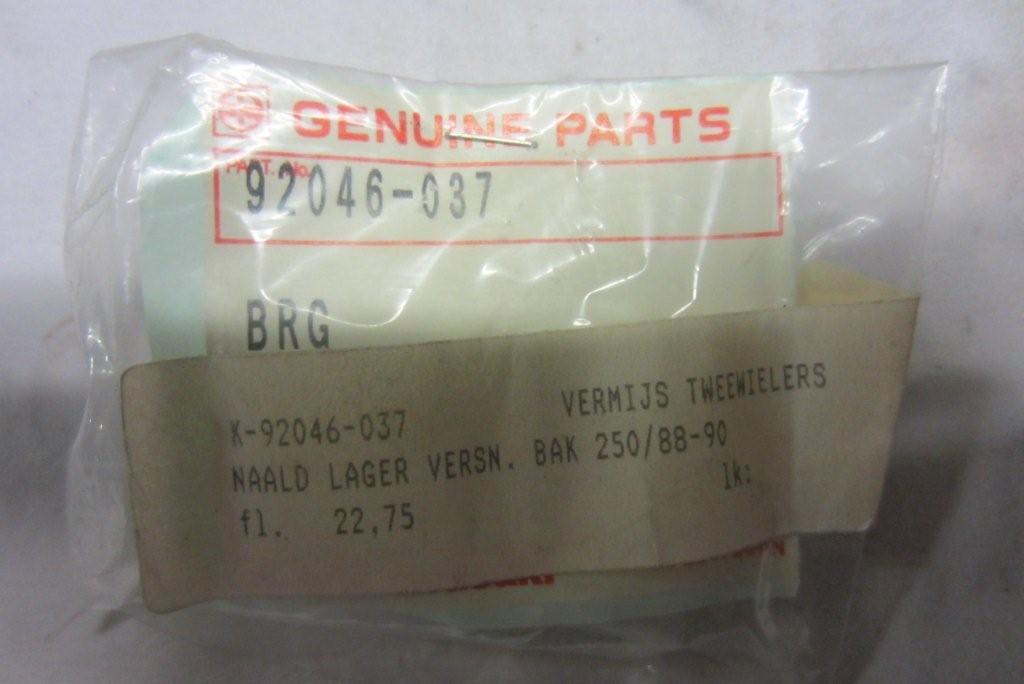 GENUINE PARTS
PART. No.
92046-037
BRG
K-92046-037 VERMIJS TWEEWIELERS
NAALD LAGER VERSN. BAK 250/88-90
fl. 22,75 lk: